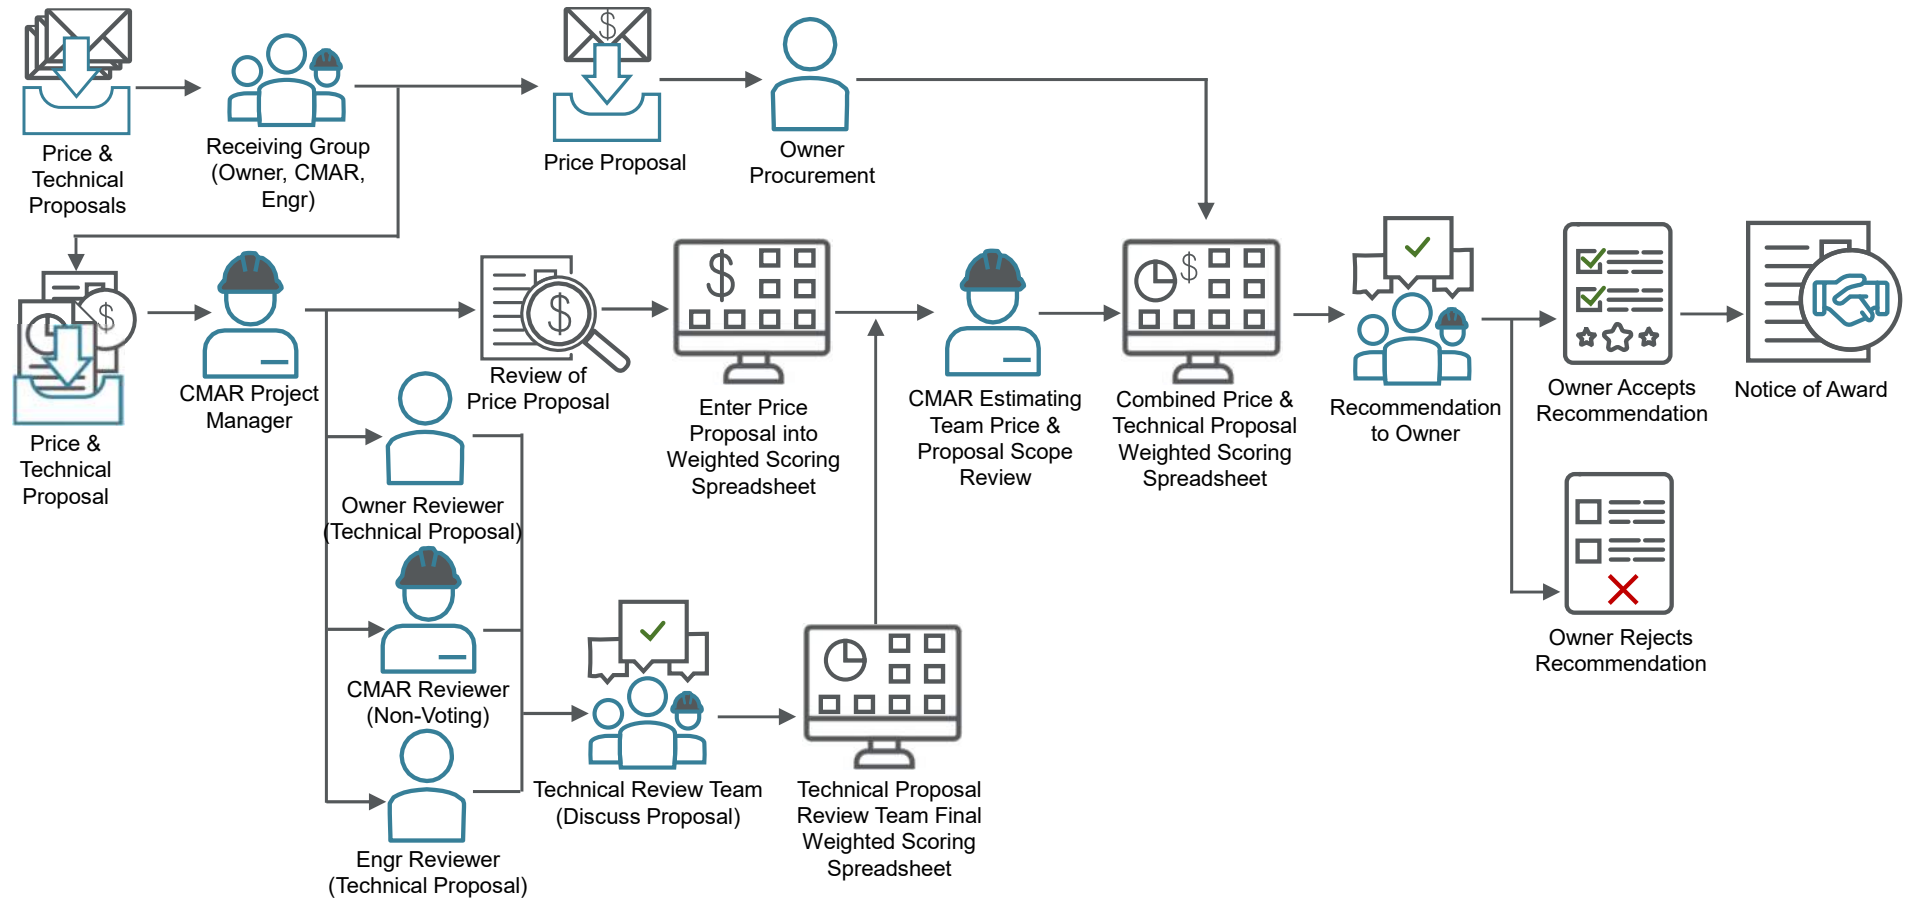 Price &
Technical
Proposals
Receiving Group
(Owner, CMAR,
Engr)
$
Price Proposal
Owner
Procurement
$
Price &
Technical
Proposal
CMAR Project
Manager
$
Review of
Price Proposal
$
Enter Price
Proposal into
Weighted Scoring
Spreadsheet
CMAR Estimating
Team Price &
Proposal Scope
Review
$
Combined Price &
Technical Proposal
Weighted Scoring
Spreadsheet
Recommendation
to Owner
Owner Accepts
Recommendation
Notice of Award
Owner Reviewer
(Technical Proposal)
CMAR Reviewer
(Non-Voting)
Engr Reviewer
(Technical Proposal)
Technical Review Team
(Discuss Proposal)
Technical Proposal
Review Team Final
Weighted Scoring
Spreadsheet
Owner Rejects
Recommendation